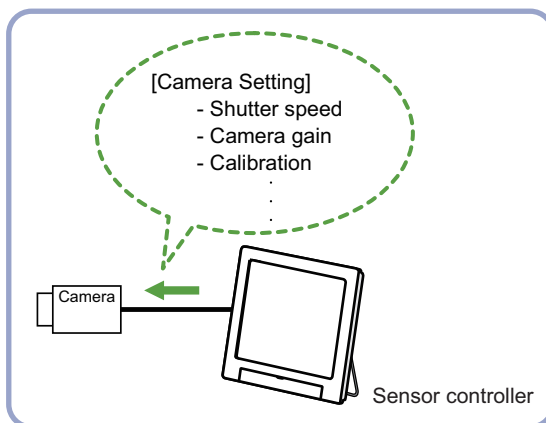 [Camera Setting]
- Shutter speed
- Camera gain
- Calibration
.
.
.
Camera
Sensor controller